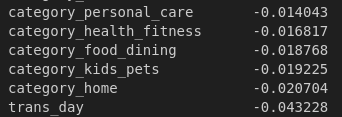 category_personal_care -0.014043
category_health_fitness -0.016817
category_food_dining -0.018768
category_kids_pets -0.019225
category_home -0.020704
trans_day -0.043228